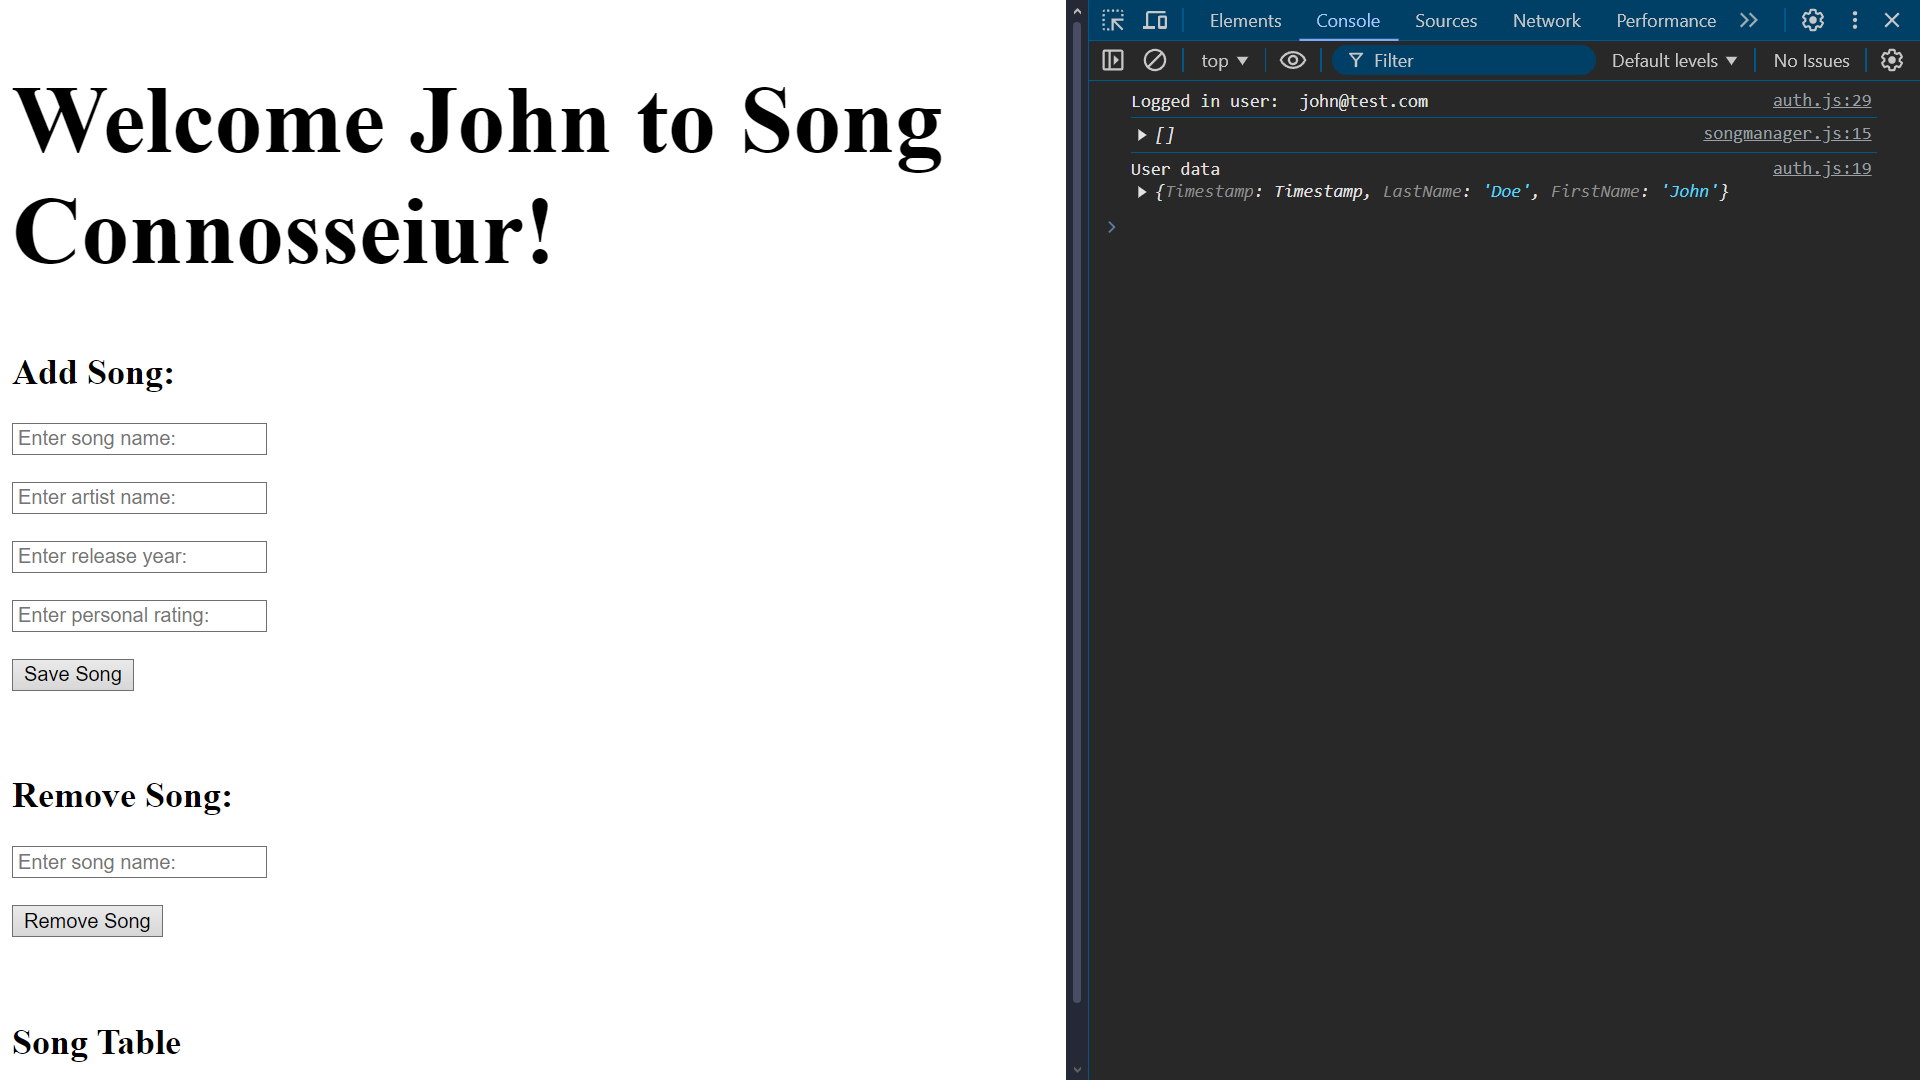 Welcome John to Song
Connosseiur!
Add Song:
Enter song name:
Enter artist name:
Enter release year:
Enter personal rating:
Save Song
Remove Song:
Enter song name:
Remove Song
Song Table
Elements Console Sources Network Performance
top Filter Default levels No Issues
Logged in user: john@test.com auth.js:29
[] songmanager.js:15
User data auth.js:19
{Timestamp: Timestamp, LastName: 'Doe', FirstName: 'John'}